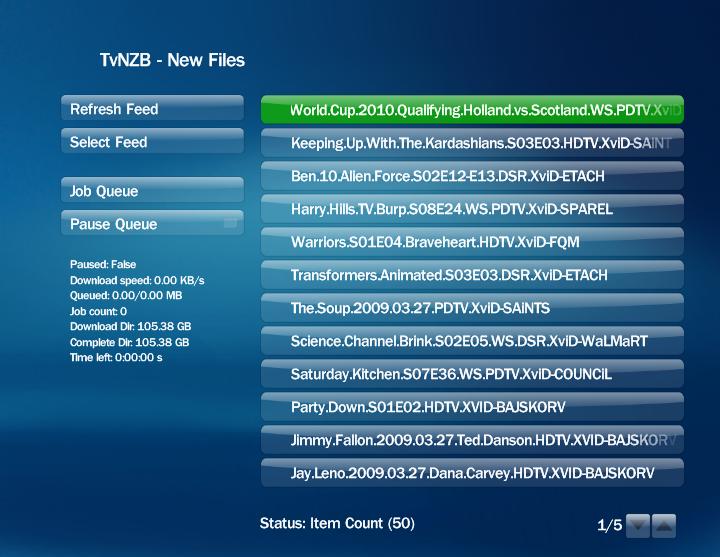 TvNZB - New Files
Refresh Feed
Select Feed
Job Queue
Pause Queue
Paused: False
Download speed: 0.00 KB/s
Queued: 0.00/0.00 MB
Job count: 0
Download Dir: 105.38 GB
Complete Dir: 105.38 GB
Time left: 0:00:00 s
World.Cup.2010.Qualifying.Holland.vs.Scotland.WS.PDTV.XviD
Keeping.Up.With.The.Kardashians.S03E03.HDTV.XviD-SAiNT
Ben.10.Alien.Force.S02E12-E13.DSR.XviD-ETACH
Harry.Hills.TV.Burp.S08E24.WS.PDTV.XviD-SPAREL
Warriors.S01E04.Braveheart.HDTV.XviD-FQM
Transformers.Animated.S03E03.DSR.XviD-ETACH
The.Soup.2009.03.27.PDTV.XviD-SAiNTS
Science.Channel.Brink.S02E05.WS.DSR.XviD-WaLMaRT
Saturday.Kitchen.S07E36.WS.PDTV.XviD-COUNCiL
Party.Down.S01E02.HDTV.XVID-BAJSKORV
Jimmy.Fallon.2009.03.27.Ted.Danson.HDTV.XVID-BAJSKORV
Jay.Leno.2009.03.27.Dana.Carvey.HDTV.XVID-BAJSKORV
Status: Item Count (50)
1/5